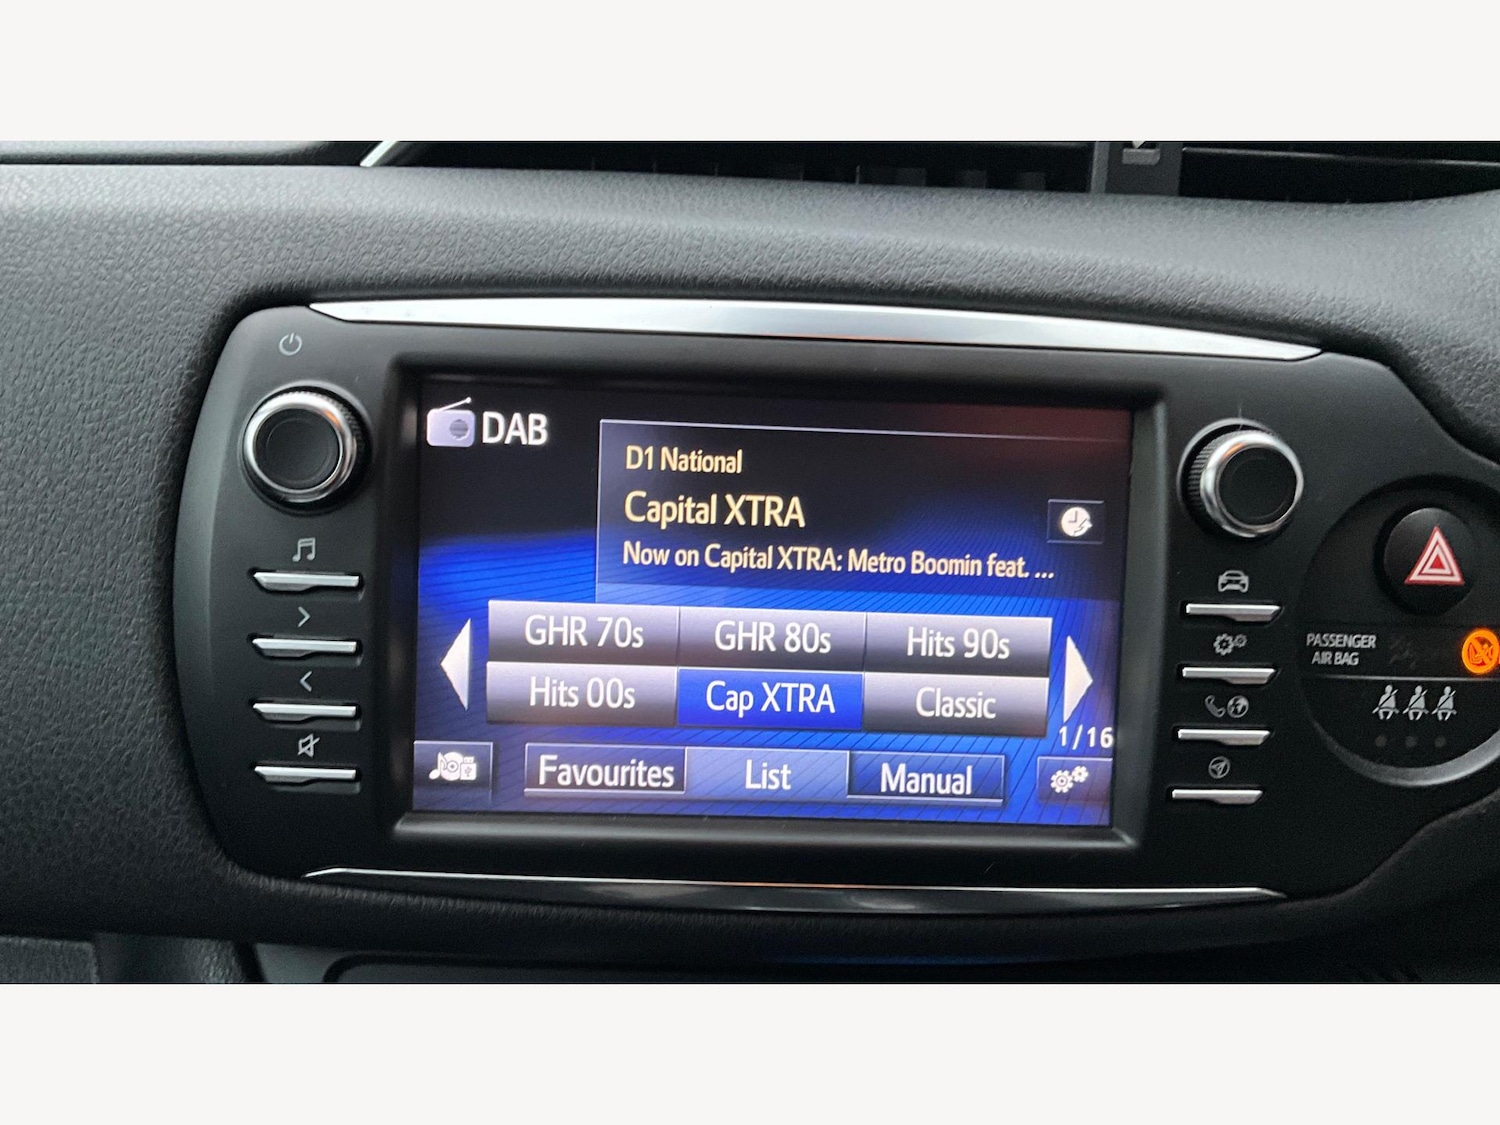 DAB
D1 National
Capital XTRA
Now on Capital XTRA: Metro Boomin feat. ...
GHR 70s GHR 80s Hits 90s
Hits 00s Cap XTRA Classic
1/16
Favourites List Manual
PASSENGER
AIR BAG